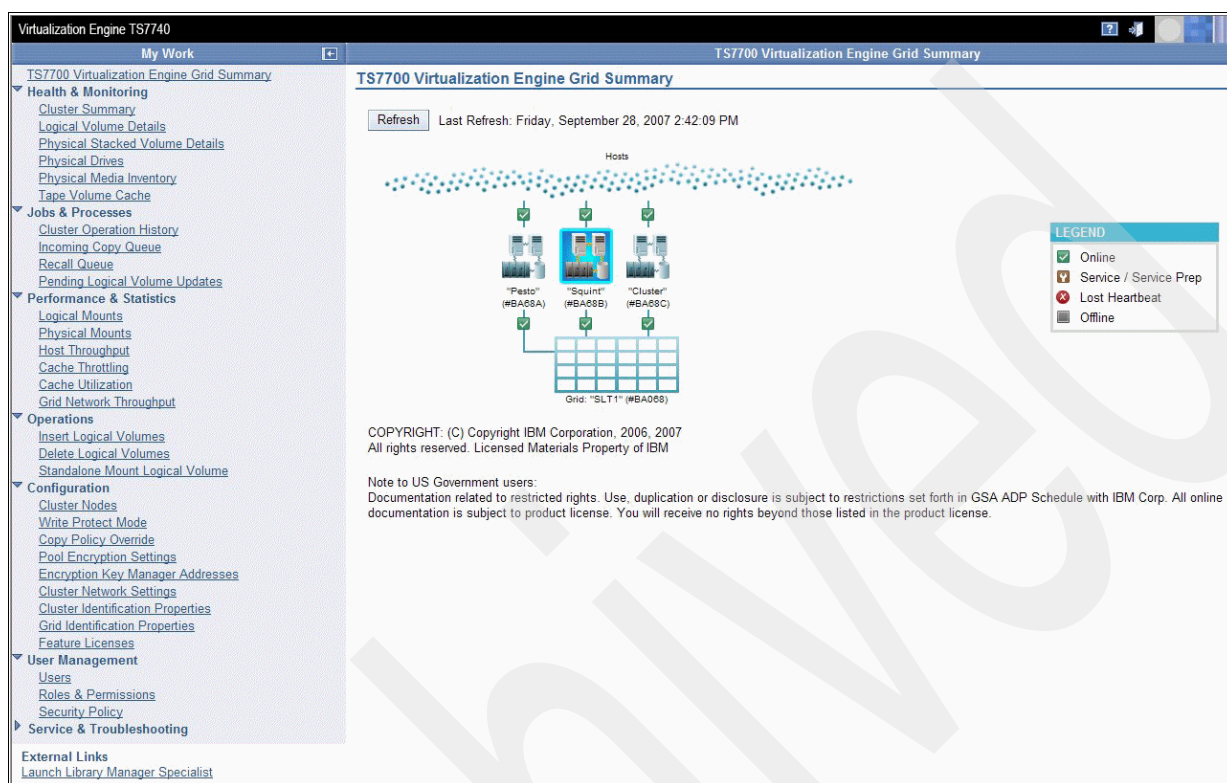 Virtualization Engine TS7740
My Work
TS7700 Virtualization Engine Grid Summary
TS7700 Virtualization Engine Grid Summary
Health & Monitoring
Cluster Summary
Logical Volume Details
Physical Stacked Volume Details
Physical Drives
Physical Media Inventory
Tape Volume Cache
Jobs & Processes
Cluster Operation History
Incoming Copy Queue
Recall Queue
Pending Logical Volume Updates
Performance & Statistics
Logical Mounts
Physical Mounts
Host Throughput
Cache Throttling
Cache Utilization
Grid Network Throughput
Operations
Insert Logical Volumes
Delete Logical Volumes
Standalone Mount Logical Volume
Configuration
Cluster Nodes
Write Protect Mode
Copy Policy Override
Pool Encryption Settings
Encryption Key Manager Addresses
Cluster Network Settings
Cluster Identification Properties
Grid Identification Properties
Feature Licenses
User Management
Users
Roles & Permissions
Security Policy
Service & Troubleshooting
External Links
Launch Library Manager Specialist
TS7700 Virtualization Engine Grid Summary
Refresh Last Refresh: Friday, September 28, 2007 2:42:09 PM
Hosts
"Pesto" "Squint" "Cluster"
(#BA68A) (#BA68B) (#BA68C)
Grid: "SLT1" (#BA068)
LEGEND
Online
Service / Service Prep
Lost Heartbeat
Offline
COPYRIGHT: (C) Copyright IBM Corporation, 2006, 2007
All rights reserved. Licensed Materials Property of IBM
Note to US Government users:
Documentation related to restricted rights. Use, duplication or disclosure is subject to restrictions set forth in GSA ADP Schedule with IBM Corp. All online
documentation is subject to product license. You will receive no rights beyond those listed in the product license.